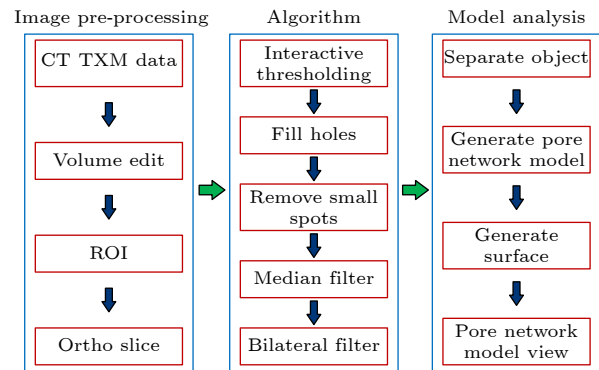 Image pre-processing
CT TXM data
Volume edit
ROI
Ortho slice
Algorithm
Interactive
thresholding
Fill holes
Remove small
spots
Median filter
Bilateral filter
Model analysis
Separate object
Generate pore
network model
Generate
surface
Pore network
model view